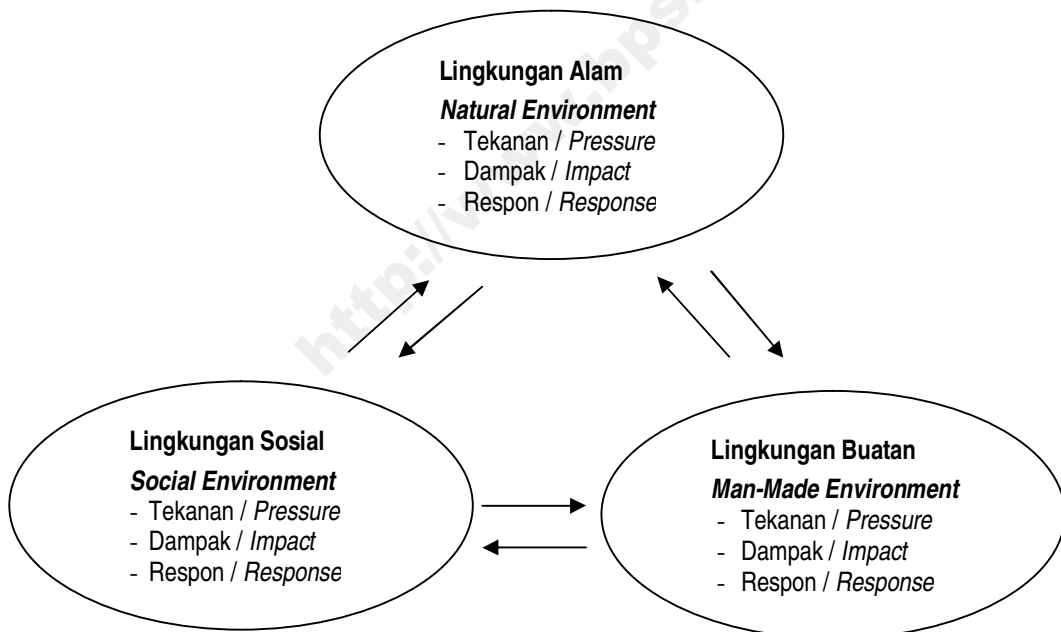 Lingkungan Alam
Natural Environment
- Tekanan / Pressure
- Dampak / Impact
- Respon / Response
Lingkungan Sosial
Social Environment
- Tekanan / Pressure
- Dampak / Impact
- Respon / Response
Lingkungan Buatan
Man-Made Environment
- Tekanan / Pressure
- Dampak / Impact
- Respon / Response